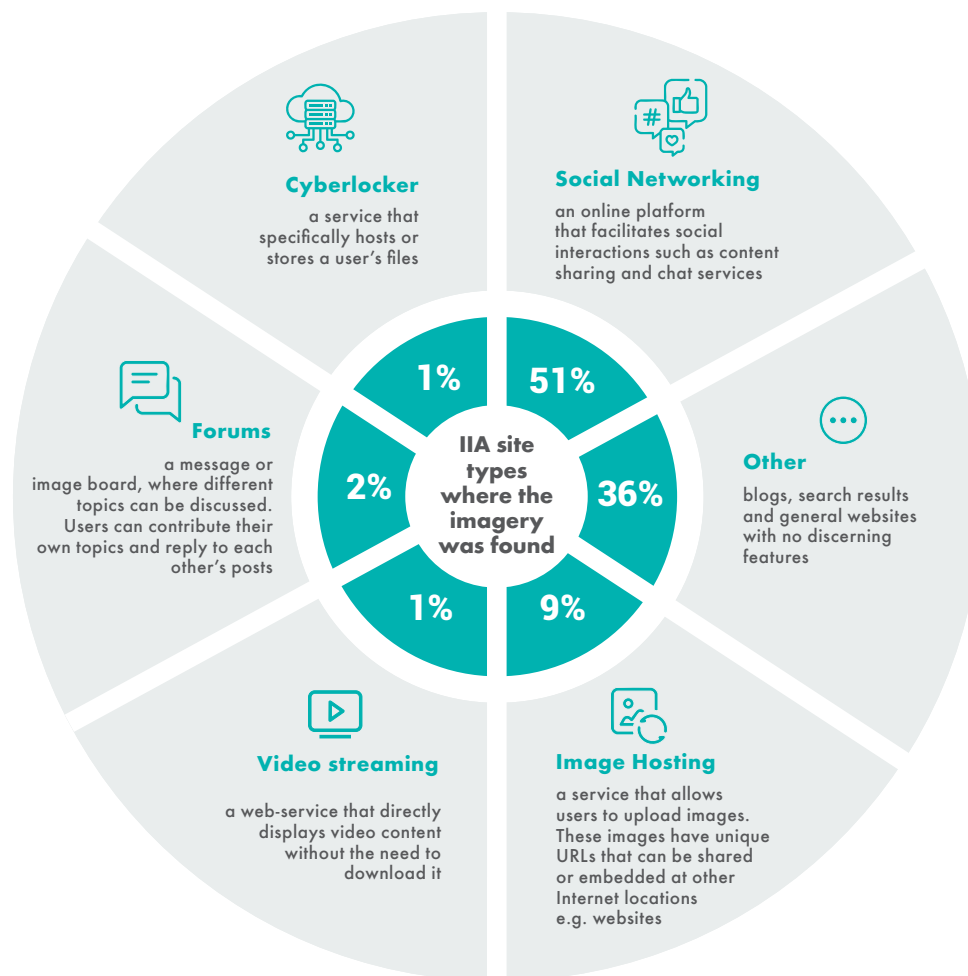 Cyberlocker
a service that
specifically hosts or
stores a user's files
#
Social Networking
an online platform
that facilitates social
interactions such as content
sharing and chat services
1%
51%
Forums
a message or
image board, where different
topics can be discussed.
Users can contribute their
own topics and reply to each
other's posts
2%
IIA site
types
where the
imagery
was found
36%
Other
blogs, search results
and general websites
with no discerning
features
1%
9%
Video streaming
a web-service that directly
displays video content
without the need to
download it
Image Hosting
a service that allows
users to upload images.
These images have unique
URLs that can be shared
or embedded at other
Internet locations
e.g. websites